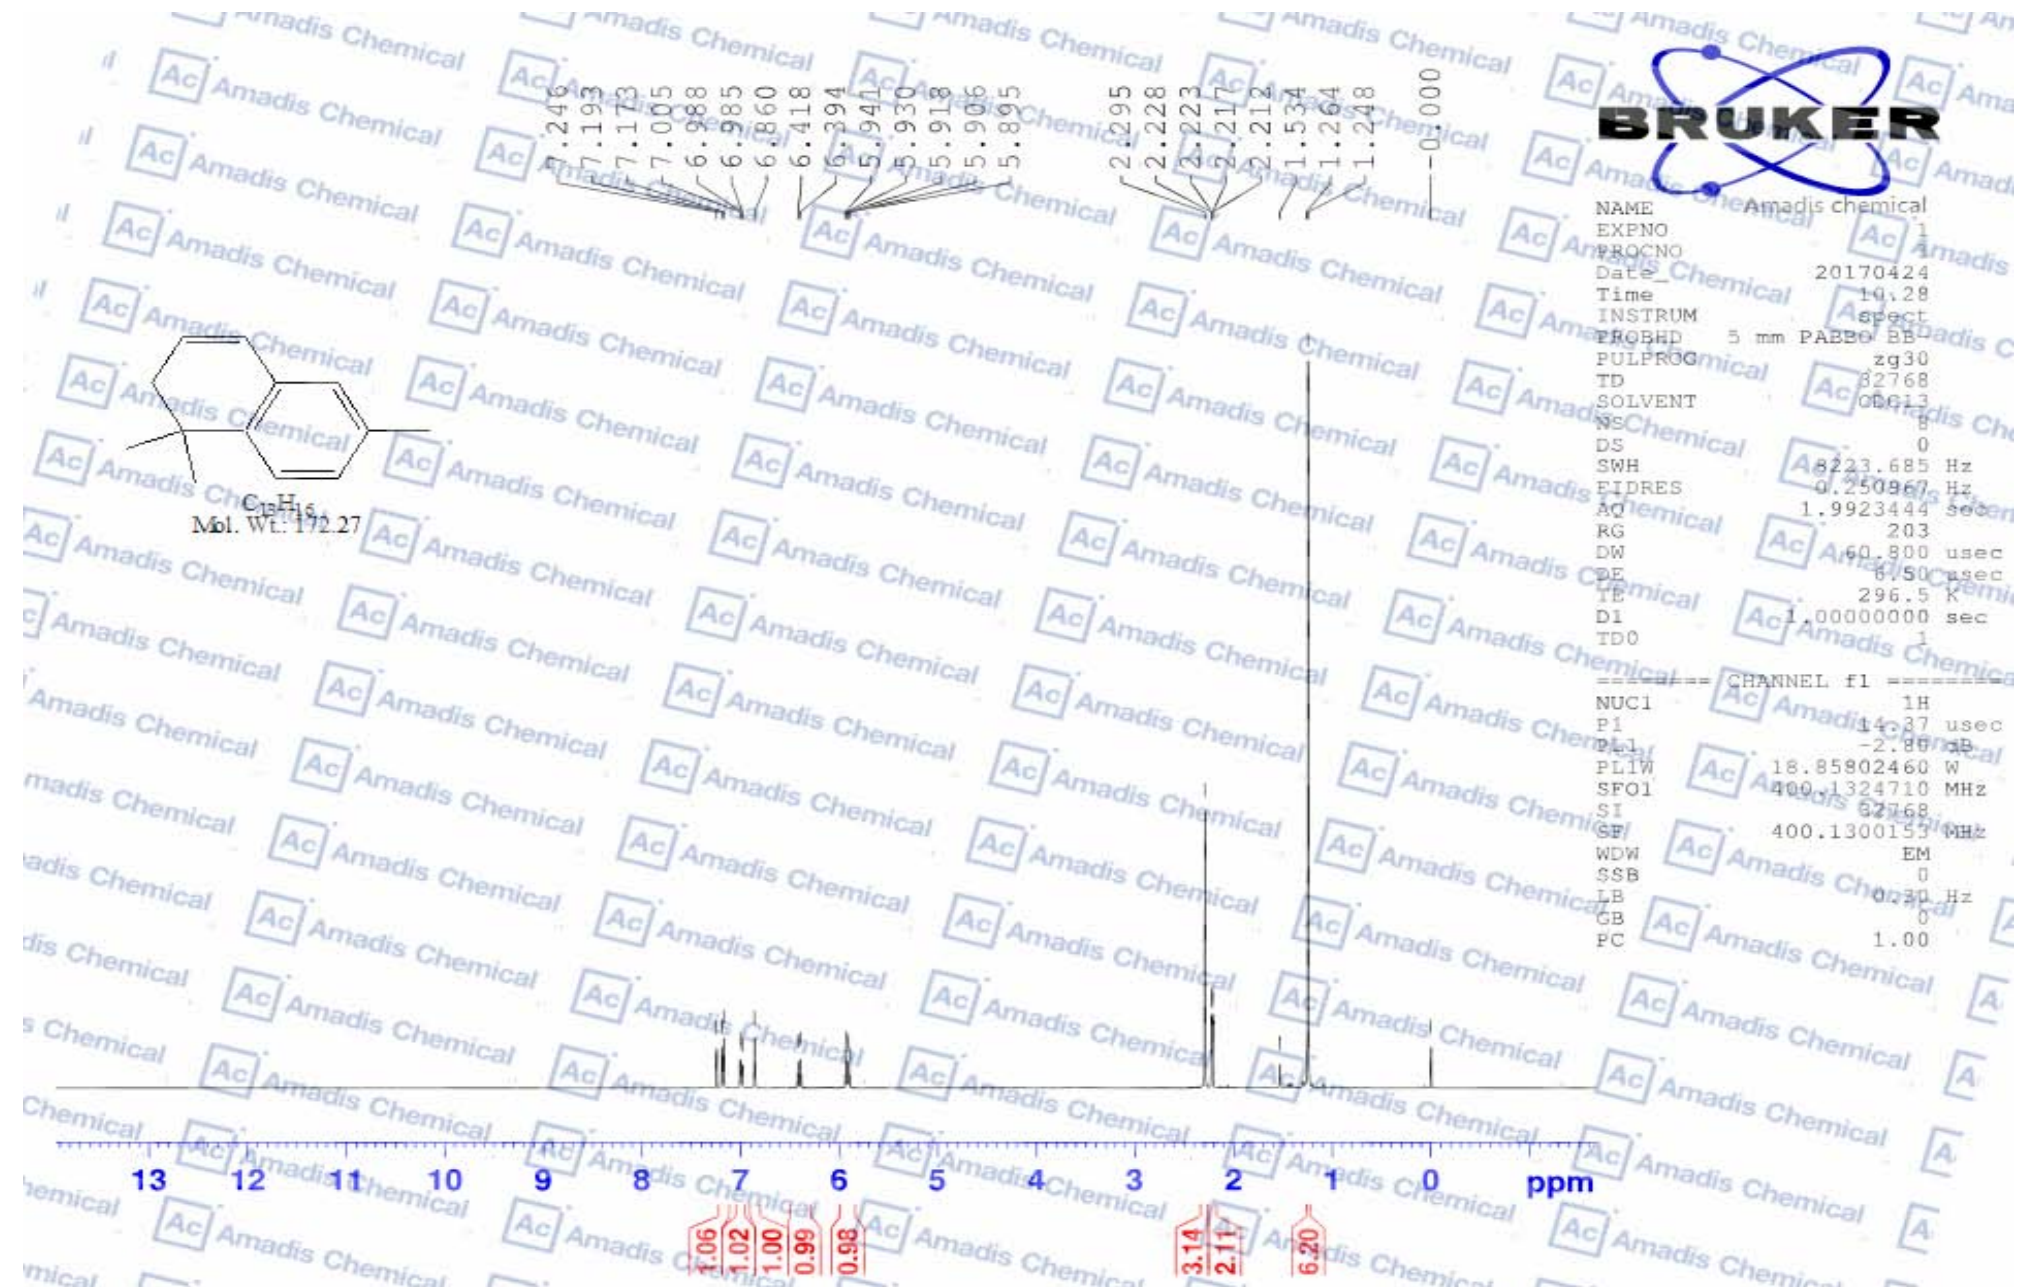 7.246
7.193
7.173
7.005
6.988
6.985
6.860
6.418
6.394
5.941
5.930
5.918
5.906
5.895
2.295
2.228
2.223
2.217
2.212
1.534
1.264
1.248
-0.000
BRUKER
NAME Amadis chemical
EXPNO 1
PROCNO
Date_ 20170424
Time 10.28
INSTRUM spect
PROBHD 5 mm PABBO BB-
PULPROG zg30
TD 32768
SOLVENT CDCl3
NS 8
DS 0
SWH 8223.685 Hz
FIDRES 0.250967 Hz
AQ 1.9923444 sec
RG 203
DW 60.800 usec
DE 6.50 usec
TE 296.5 K
D1 1.00000000 sec
TD0 1
======== CHANNEL f1 ========
NUC1 1H
P1 14.37 usec
PL1 -2.80 dB
PL1W 18.85802460 W
SFO1 400.1324710 MHz
SI 32768
SF 400.1300153 MHz
WDW EM
SSB 0
LB 0.30 Hz
GB 0
PC 1.00
C13H16
Mol. Wt.: 172.27
13 12 11 10 9 8 7 6 5 4 3 2 1 0 ppm
1.06
1.02
1.00
0.99
0.98
3.14
2.11
6.20
Ac Amadis Chemical